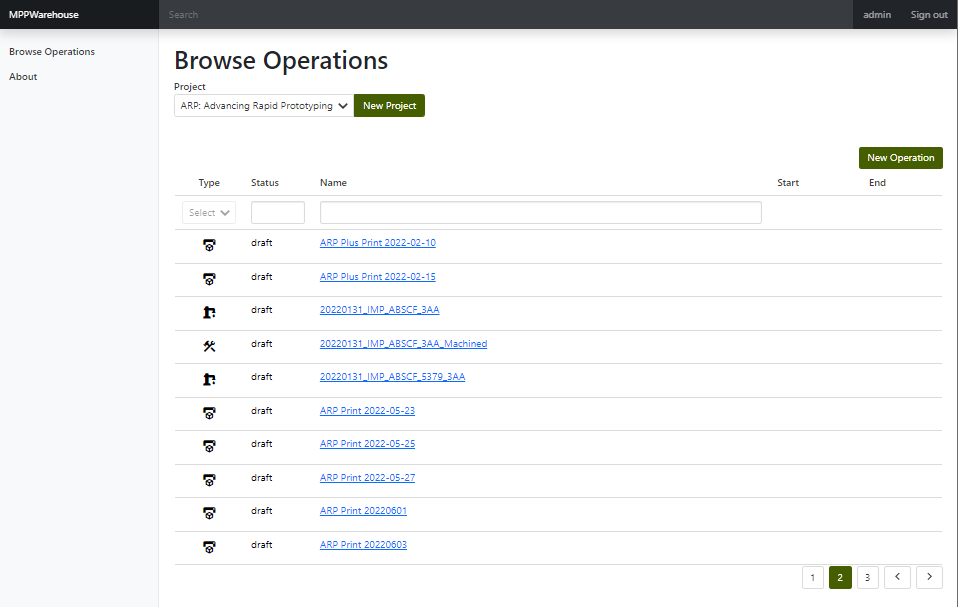 MPPWarehouse
Search
admin
Sign out
Browse Operations
About
Browse Operations
Project
ARP: Advancing Rapid Prototyping
New Project
New Operation
Type Status Name Start End
Select
draft ARP Plus Print 2022-02-10
draft ARP Plus Print 2022-02-15
draft 20220131_IMP_ABSCF_3AA
draft 20220131_IMP_ABSCF_3AA_Machined
draft 20220131_IMP_ABSCF_5379_3AA
draft ARP Print 2022-05-23
draft ARP Print 2022-05-25
draft ARP Print 2022-05-27
draft ARP Print 20220601
draft ARP Print 20220603
1 2 3